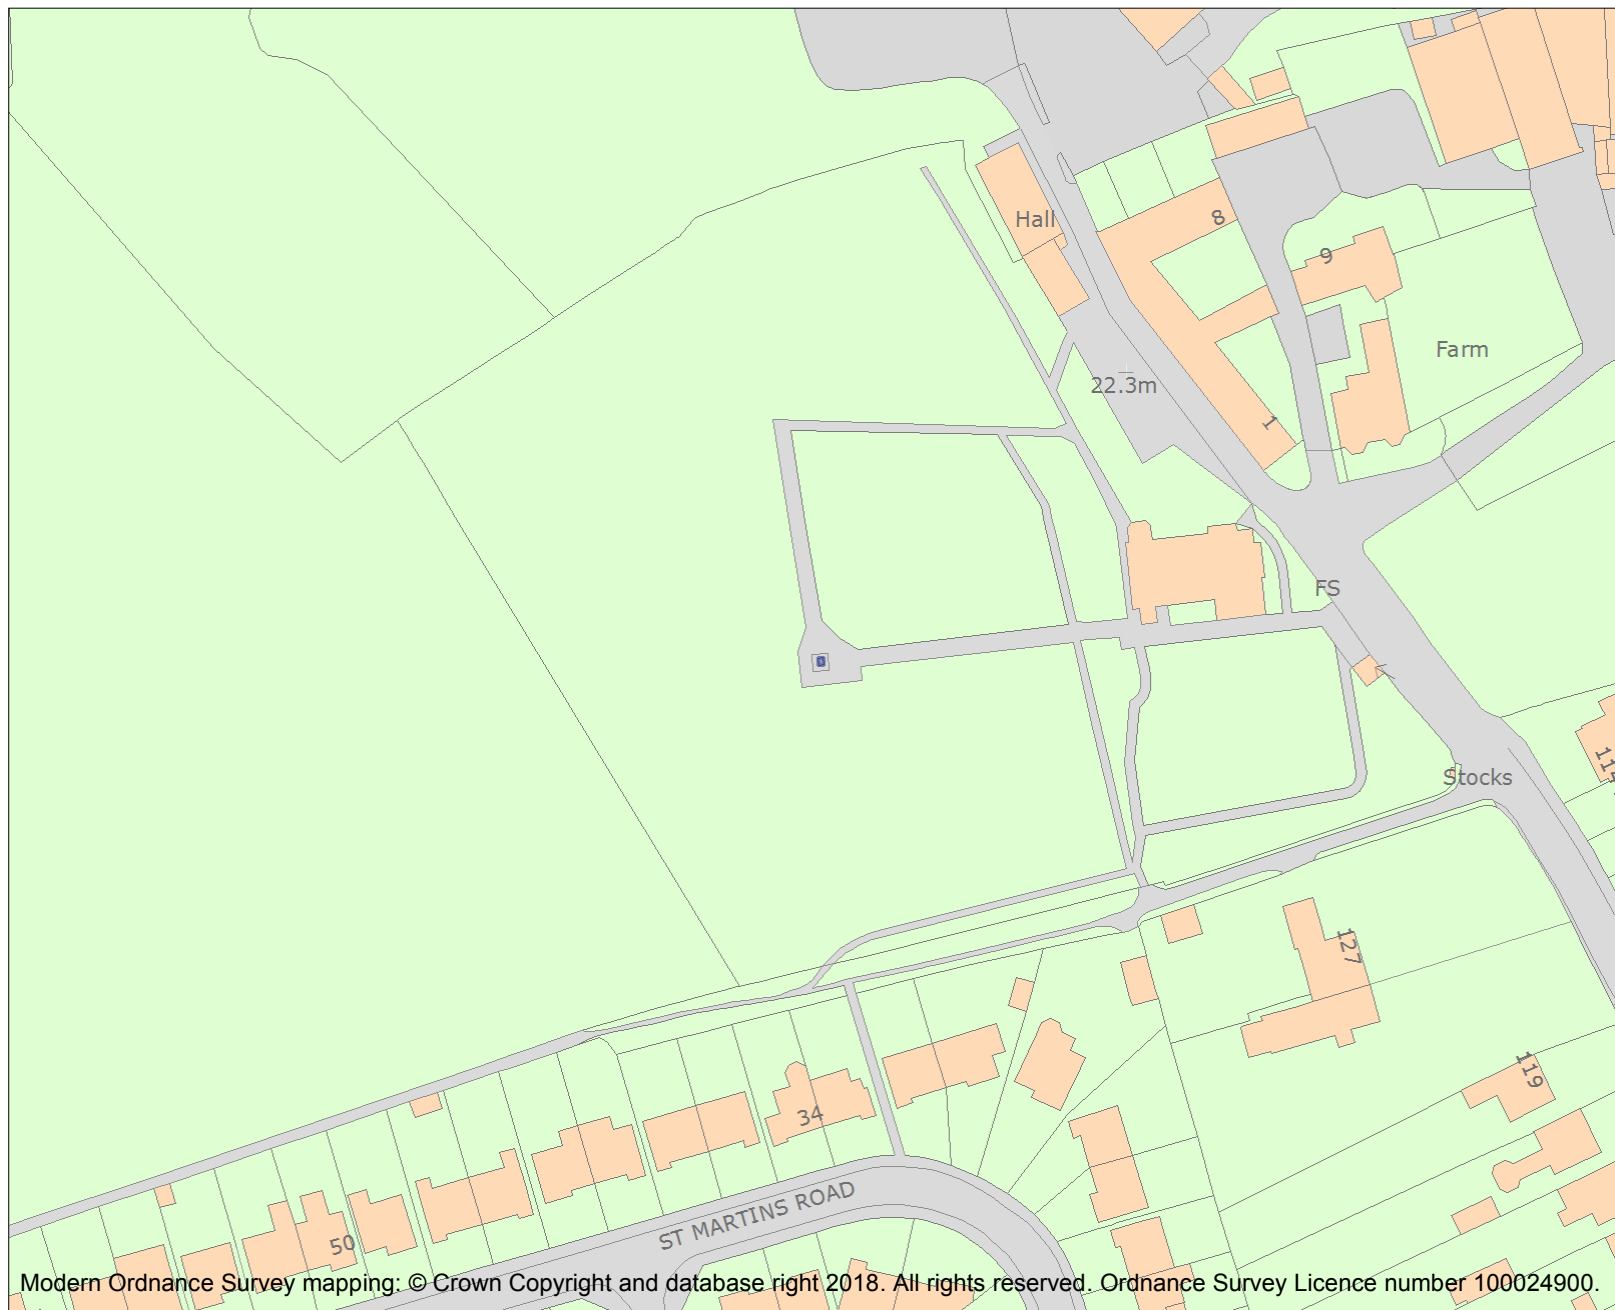 Hall
8
9
Farm
22.3m
1
FS
Stocks
127
119
34
ST MARTINS ROAD
50
Modern Ordnance Survey mapping: © Crown Copyright and database right 2018. All rights reserved. Ordnance Survey Licence number 100024900.